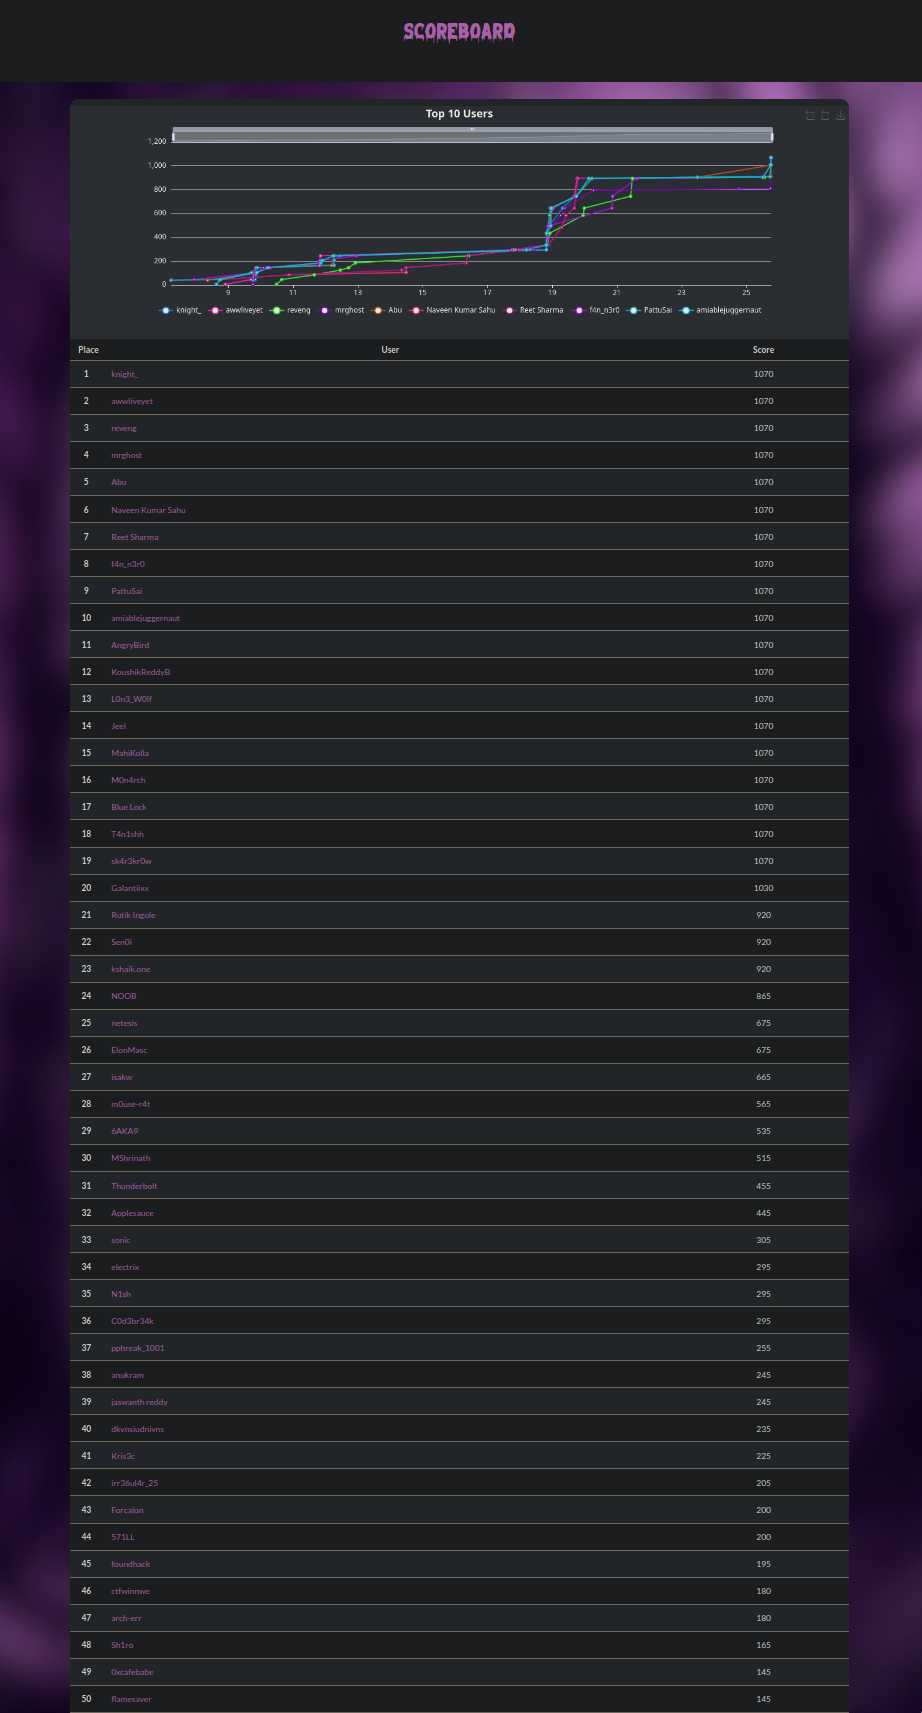 SCOREBOARD
Top 10 Users
1,200
1,000
800
600
400
200
0
9 11 13 15 17 19 21 23 25
knight_ awwliveyet reveng mrghost Abu Naveen Kumar Sahu Reet Sharma f4n_n3r0 PattuSai amiablejuggernaut
Place User Score
1 knight_ 1070
2 awwliveyet 1070
3 reveng 1070
4 mrghost 1070
5 Abu 1070
6 Naveen Kumar Sahu 1070
7 Reet Sharma 1070
8 f4n_n3r0 1070
9 PattuSai 1070
10 amiablejuggernaut 1070
11 AngryBird 1070
12 KoushikReddyB 1070
13 L0n3_W0lf 1070
14 Jeel 1070
15 MahiKolla 1070
16 M0n4rch 1070
17 Blue Lock 1070
18 T4n1shh 1070
19 sk4r3kr0w 1070
20 Galantiixx 1030
21 Rutik Ingole 920
22 Sen0i 920
23 kshaik.one 920
24 NOOB 865
25 netesis 675
26 ElonMasc 675
27 isakw 665
28 m0use-r4t 565
29 6AKA9 535
30 MShrinath 515
31 Thunderbolt 455
32 Applesauce 445
33 sonic 305
34 electrix 295
35 N1sh 295
36 C0d3br34k 295
37 pphreak_1001 255
38 anukram 245
39 jaswanth reddy 245
40 dkvnsiudnivns 235
41 Kris3c 225
42 irr36ul4r_25 205
43 Forcalon 200
44 571LL 200
45 foundhack 195
46 ctfwinnwe 180
47 arch-err 180
48 Sh1ro 165
49 0xcafebabe 145
50 flamesaver 145